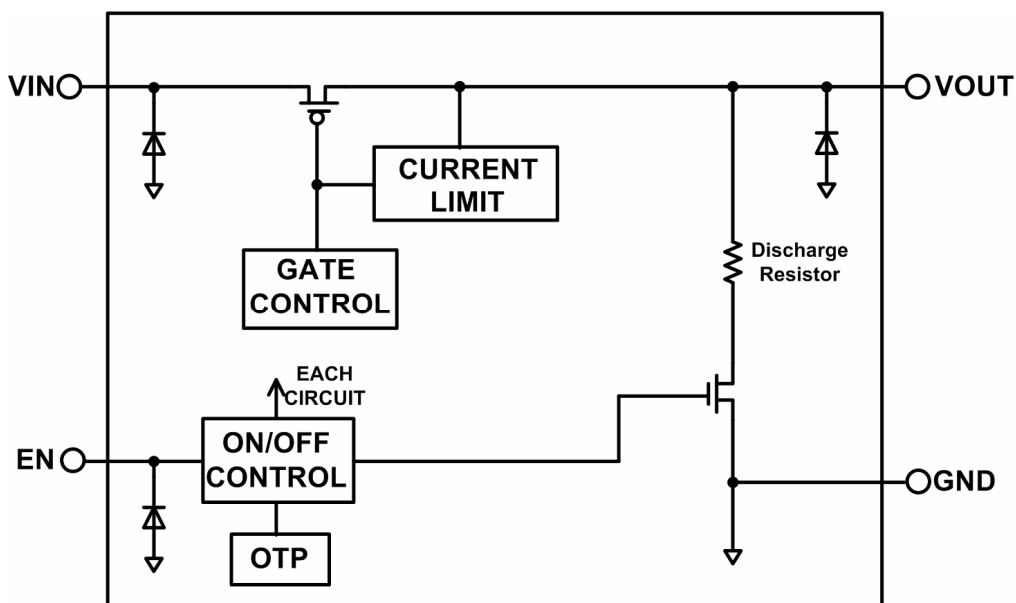 VIN
VOUT
CURRENT
LIMIT
GATE
CONTROL
Discharge
Resistor
EACH
CIRCUIT
EN
ON/OFF
CONTROL
GND
OTP